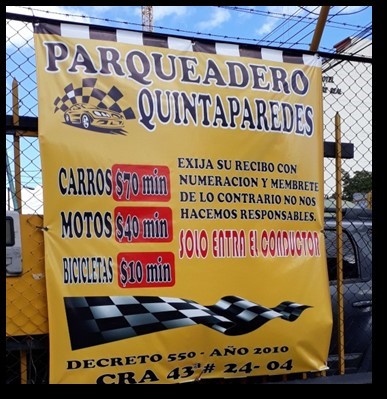 PARQUEADERO
QUINTAPAREDES
CARROS $70 min
MOTOS $40 min
BICICLETAS $10 min
EXIJA SU RECIBO CON
NUMERACION Y MEMBRETE
DE LO CONTRARIO NO NOS
HACEMOS RESPONSABLES.
SOLO ENTRA EL CONDUCTOR
DECRETO 550 - AÑO 2010
CRA 43ª # 24- 04
REAL